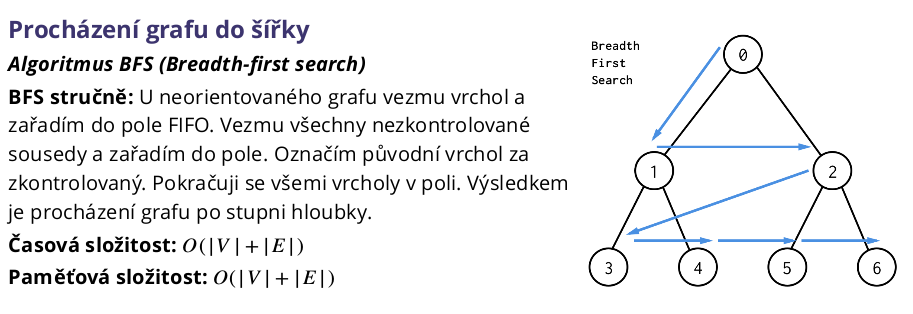 Procházení grafu do šířky
Algoritmus BFS (Breadth-first search)
BFS stručně: U neorientovaného grafu vezmu vrchol a
zařadím do pole FIFO. Vezmu všechny nezkontrolované
sousedy a zařadím do pole. Označím původní vrchol za
zkontrolovaný. Pokračuji se všemi vrcholy v poli. Výsledkem
je procházení grafu po stupni hloubky.
Časová složitost: O(|V|+|E|)
Paměťová složitost: O(|V|+|E|)
Breadth
First
Search
0
1 2
3 4 5 6